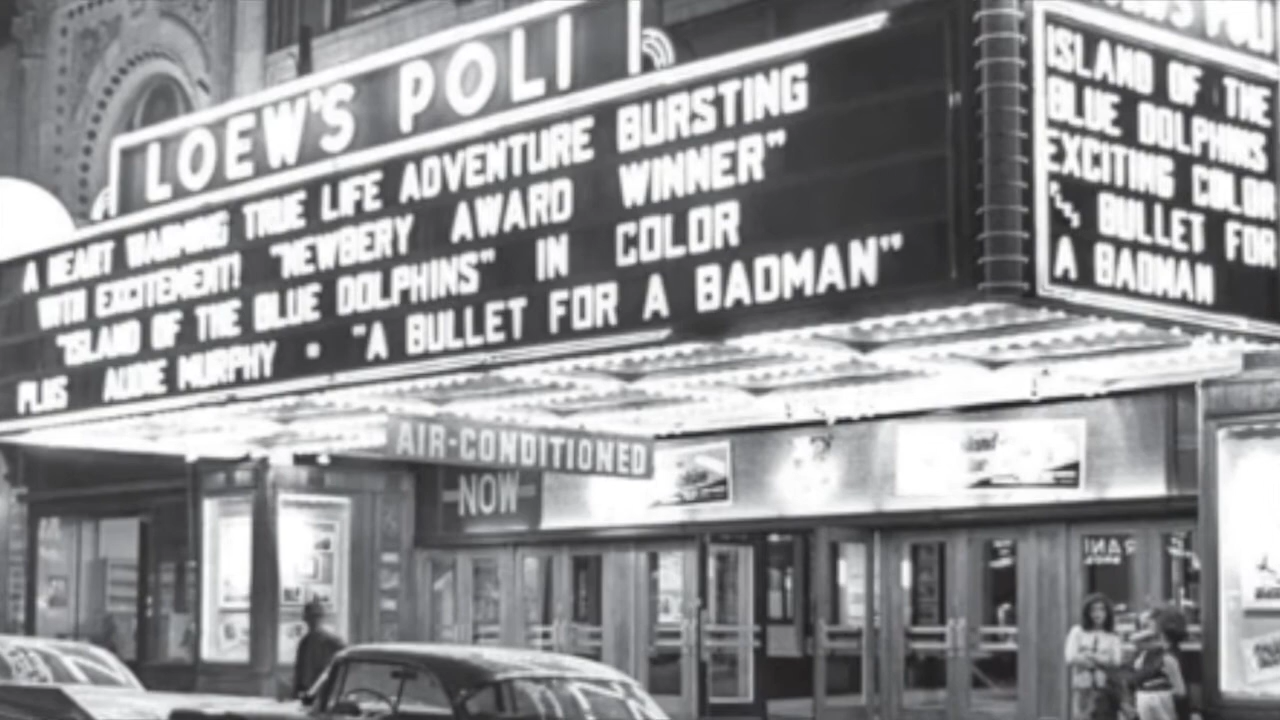 LOEW'S POLI
A HEART WARMING TRUE LIFE ADVENTURE BURSTING
WITH EXCITEMENT! "NEWBERY AWARD WINNER"
"ISLAND OF THE BLUE DOLPHINS" IN COLOR
PLUS AUDIE MURPHY "A BULLET FOR A BADMAN"
LOEW'S POLI
ISLAND OF THE
BLUE DOLPHINS
EXCITING COLOR
BULLET FOR
A BADMAN
AIR-CONDITIONED
NOW